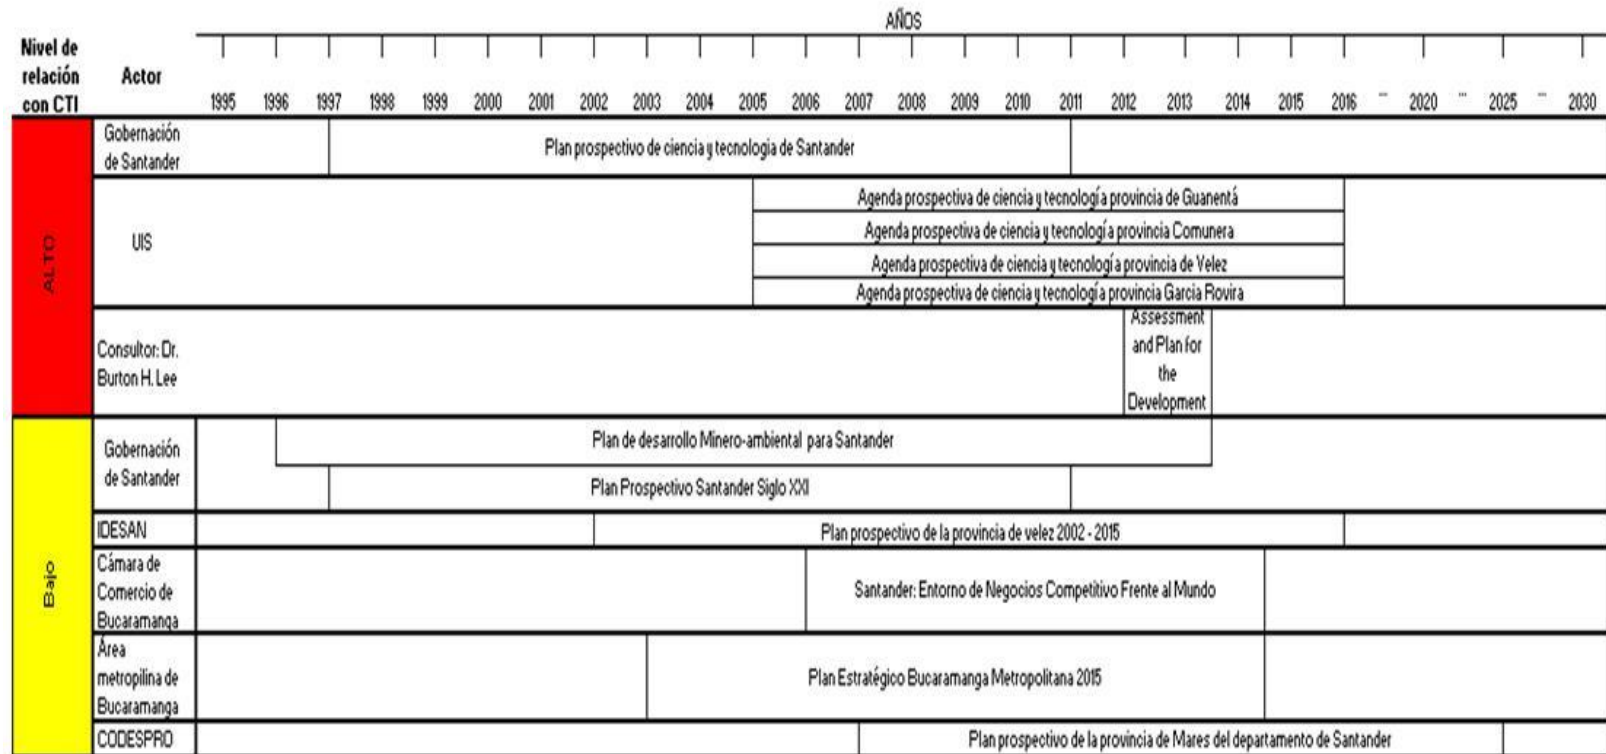 AÑOS
Nivel de
relación
con CTI
Actor
1995 1996 1997 1998 1999 2000 2001 2002 2003 2004 2005 2006 2007 2008 2009 2010 2011 2012 2013 2014 2015 2016 ... 2020 ... 2025 ... 2030
ALTO
Gobernación
de Santander
Plan prospectivo de ciencia y tecnologia de Santander
UIS
Agenda prospectiva de ciencia y tecnología provincia de Guanentá
Agenda prospectiva de ciencia y tecnología provincia Comunera
Agenda prospectiva de ciencia y tecnología provincia de Velez
Agenda prospectiva de ciencia y tecnología provincia Garcia Rovira
Consultor: Dr.
Burton H. Lee
Assessment
and Plan for
the
Development
Bajo
Gobernación
de Santander
Plan de desarrollo Minero-ambiental para Santander
Plan Prospectivo Santander Siglo XXI
IDESAN
Plan prospectivo de la provincia de velez 2002 - 2015
Cámara de
Comercio de
Bucaramanga
Santander: Entorno de Negocios Competitivo Frente al Mundo
Área
metropilina de
Bucaramanga
Plan Estratégico Bucaramanga Metropolitana 2015
CODESPRO
Plan prospectivo de la provincia de Mares del departamento de Santander